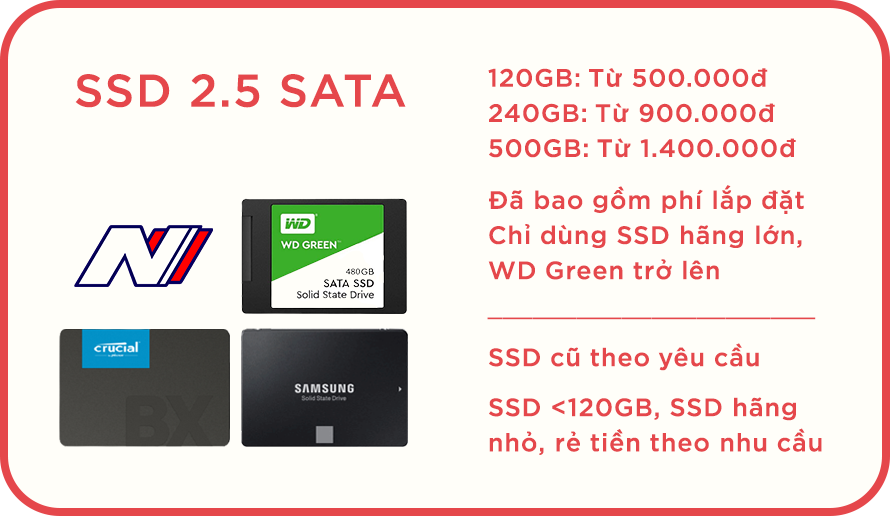 SSD 2.5 SATA
120GB: Từ 500.000đ
240GB: Từ 900.000đ
500GB: Từ 1.400.000đ
Đã bao gồm phí lắp đặt
Chỉ dùng SSD hãng lớn,
WD Green trở lên
SSD cũ theo yêu cầu
SSD <120GB, SSD hãng
nhỏ, rẻ tiền theo nhu cầu
N
WD
WD GREEN™
480GB
SATA SSD
Solid State Drive
crucial
BX
SAMSUNG
Solid State Drive